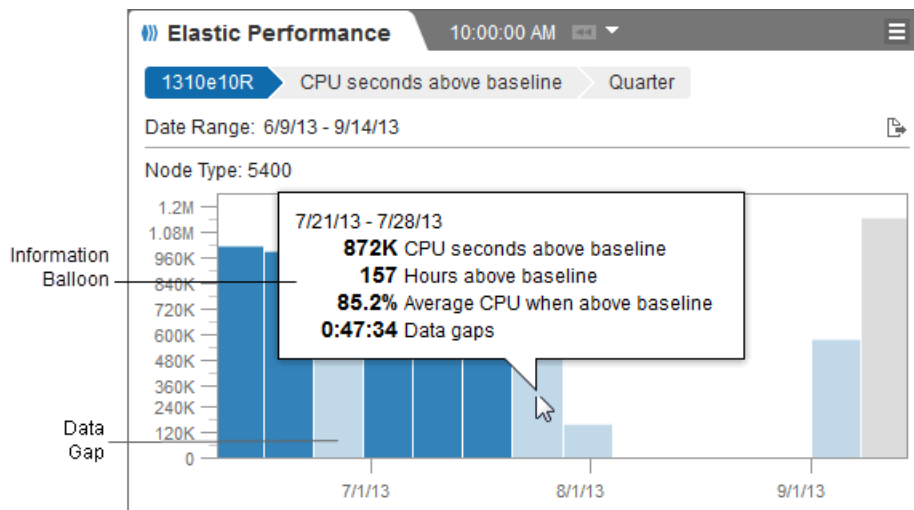 Elastic Performance
10:00:00 AM
1310e10R CPU seconds above baseline Quarter
Date Range: 6/9/13 - 9/14/13
Node Type: 5400
7/21/13 - 7/28/13
872K CPU seconds above baseline
157 Hours above baseline
85.2% Average CPU when above baseline
0:47:34 Data gaps
Information
Balloon
Data
Gap
1.2M
1.08M
960K
840K
720K
600K
480K
360K
240K
120K
0
7/1/13 8/1/13 9/1/13